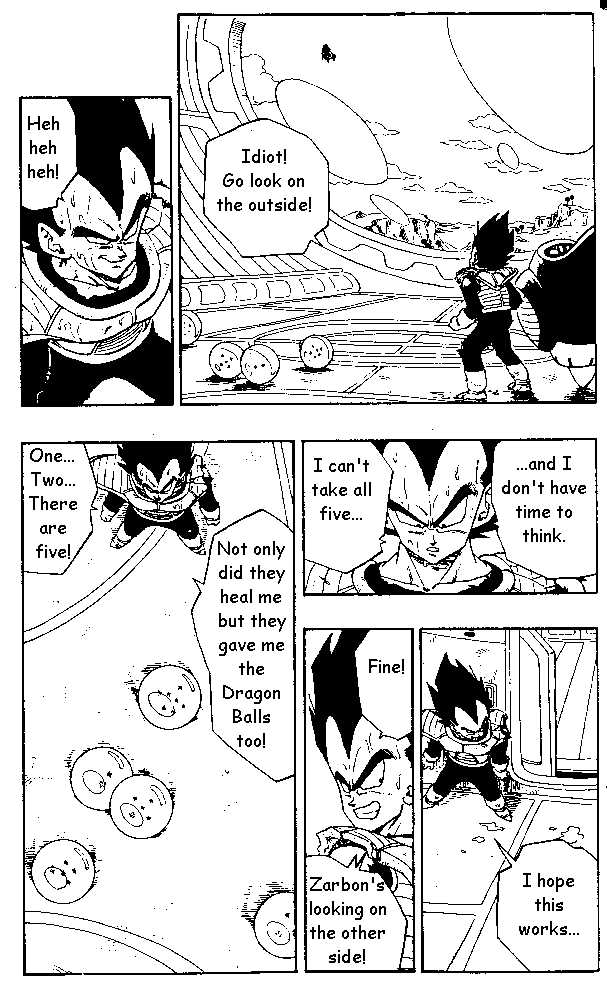 Heh
heh
heh!
Idiot!
Go look on
the outside!
One...
Two...
There
are
five!
Not only
did they
heal me
but they
gave me
the
Dragon
Balls
too!
I can't
take all
five...
...and I
don't have
time to
think.
Fine!
Zarbon's
looking on
the other
side!
I hope
this
works...